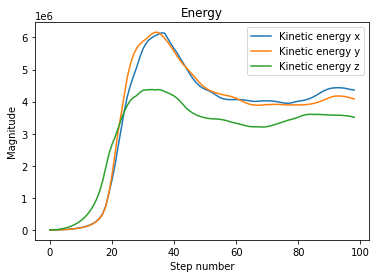 Energy
1e6
Kinetic energy x
Kinetic energy y
Kinetic energy z
6
5
4
3
2
1
0
Magnitude
0 20 40 60 80 100
Step number